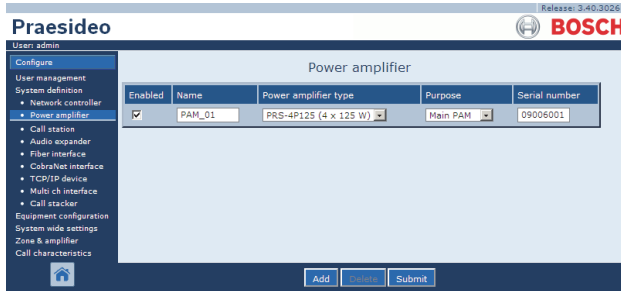 Release: 3.40.3026
Praesideo
BOSCH
User: admin
Configure
User management
System definition
• Network controller
• Power amplifier
• Call station
• Audio expander
• Fiber interface
• CobraNet interface
• TCP/IP device
• Multi ch interface
• Call stacker
Equipment configuration
System wide settings
Zone & amplifier
Call characteristics
Power amplifier
Enabled Name Power amplifier type Purpose Serial number
PAM_01 PRS-4P125 (4 x 125 W) Main PAM 09006001
Add Delete Submit